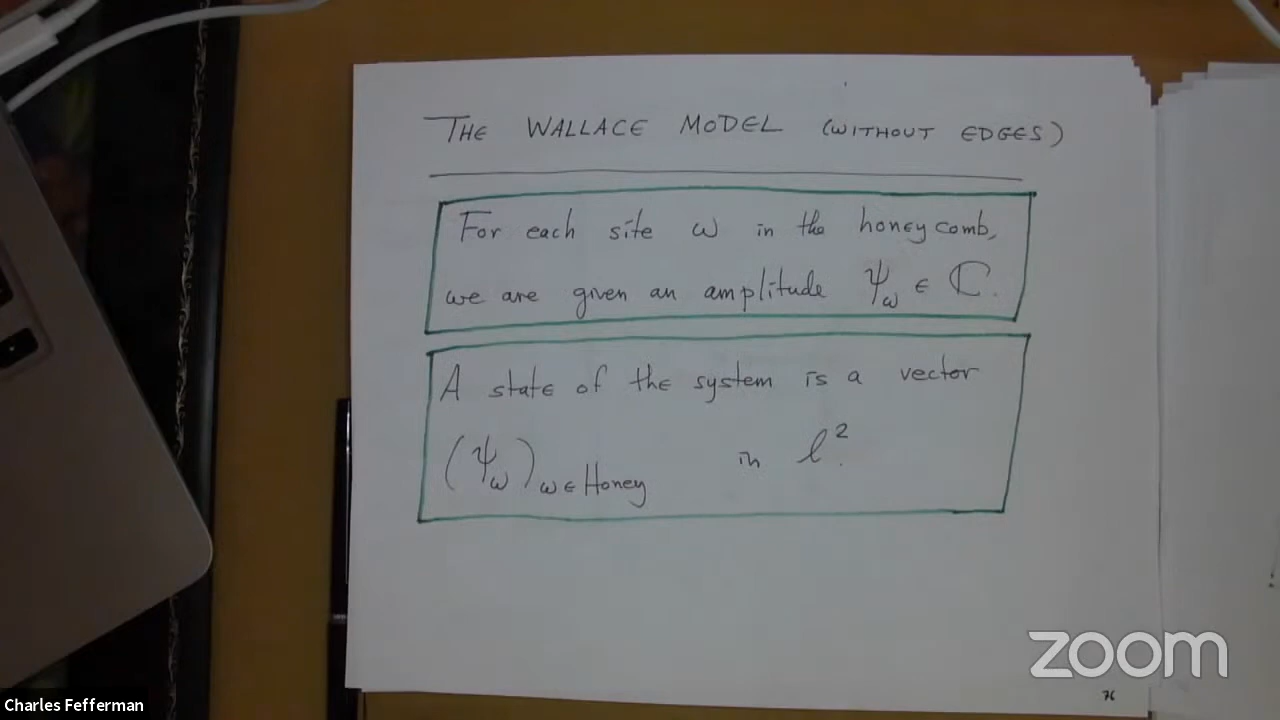 THE WALLACE MODEL (WITHOUT EDGES)
For each site ω in the honeycomb,
we are given an amplitude ψ_ω ∈ ℂ.
A state of the system is a vector
(ψ_ω)_{ω∈Honey} in l².
zoom
76
Charles Fefferman